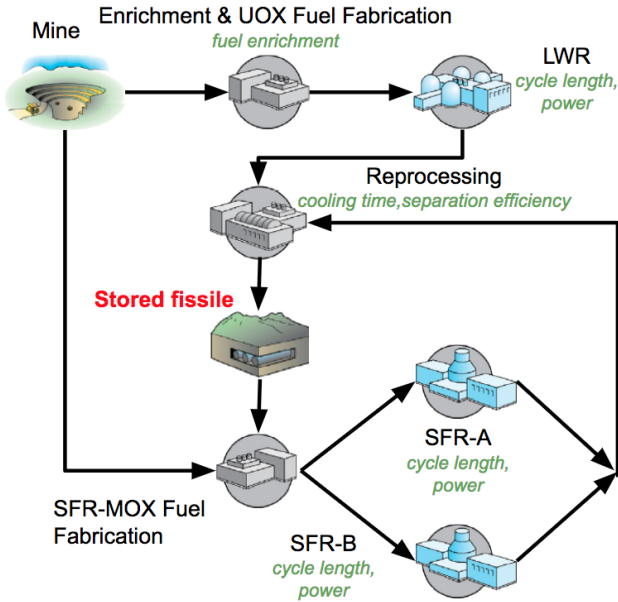 Enrichment & UOX Fuel Fabrication
fuel enrichment
Mine
LWR
cycle length,
power
Reprocessing
cooling time,separation efficiency
Stored fissile
SFR-A
cycle length,
power
SFR-MOX Fuel
Fabrication
SFR-B
cycle length,
power